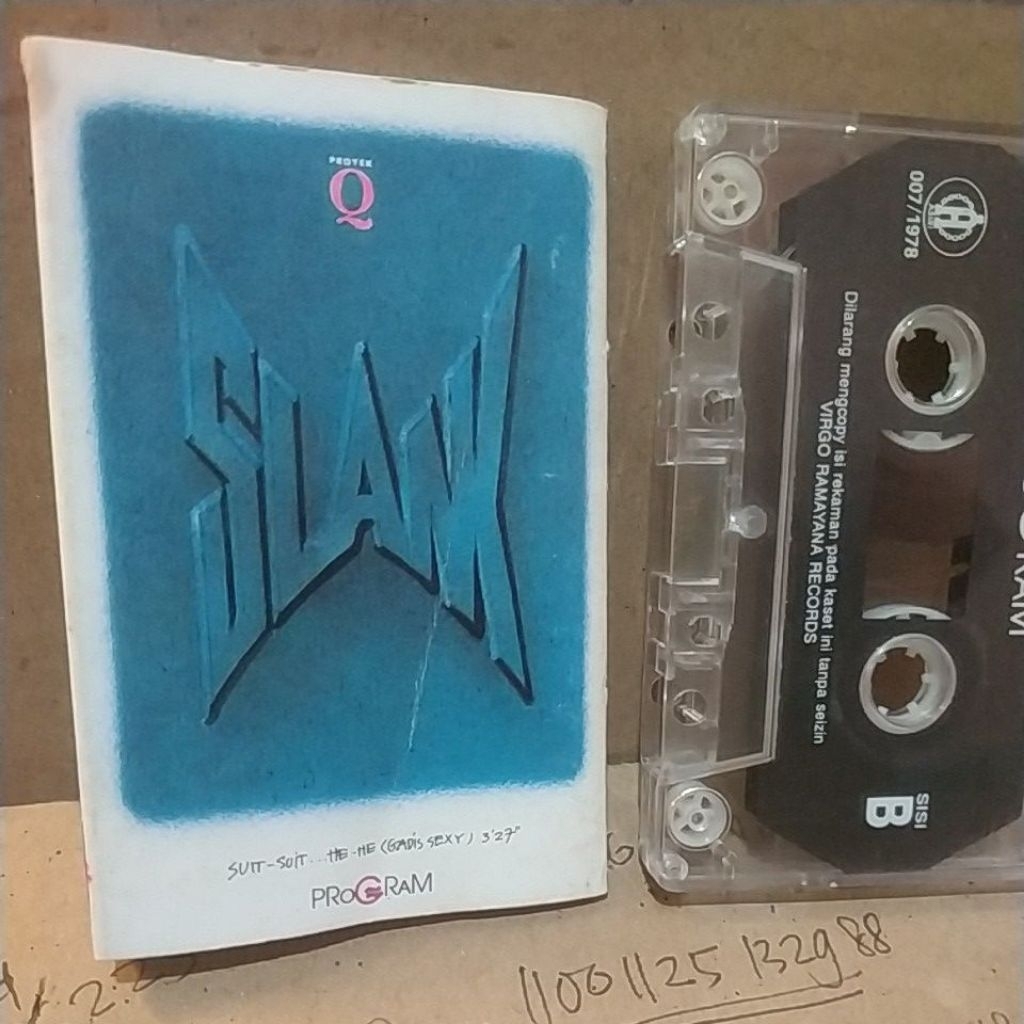 PROYEK
Q
SLANK
SUIT-SUIT...HE-HE (GADIS SEXY) 3'27"
PROGRAM
007/1978
Dilarang mengcopy isi rekaman pada kaset ini tanpa seizin
VIRGO RAMAYANA RECORDS
SISI
B
11001125.132988